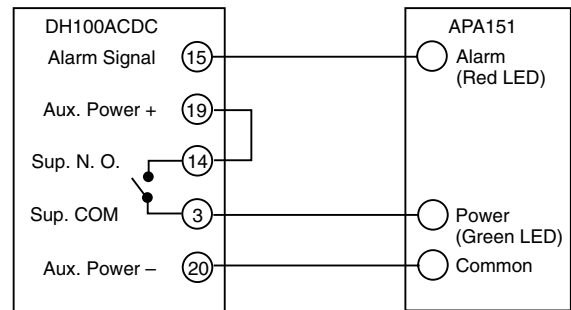 DH100ACDC
Alarm Signal 15
Aux. Power + 19
Sup. N. O. 14
Sup. COM 3
Aux. Power – 20
APA151
Alarm
(Red LED)
Power
(Green LED)
Common